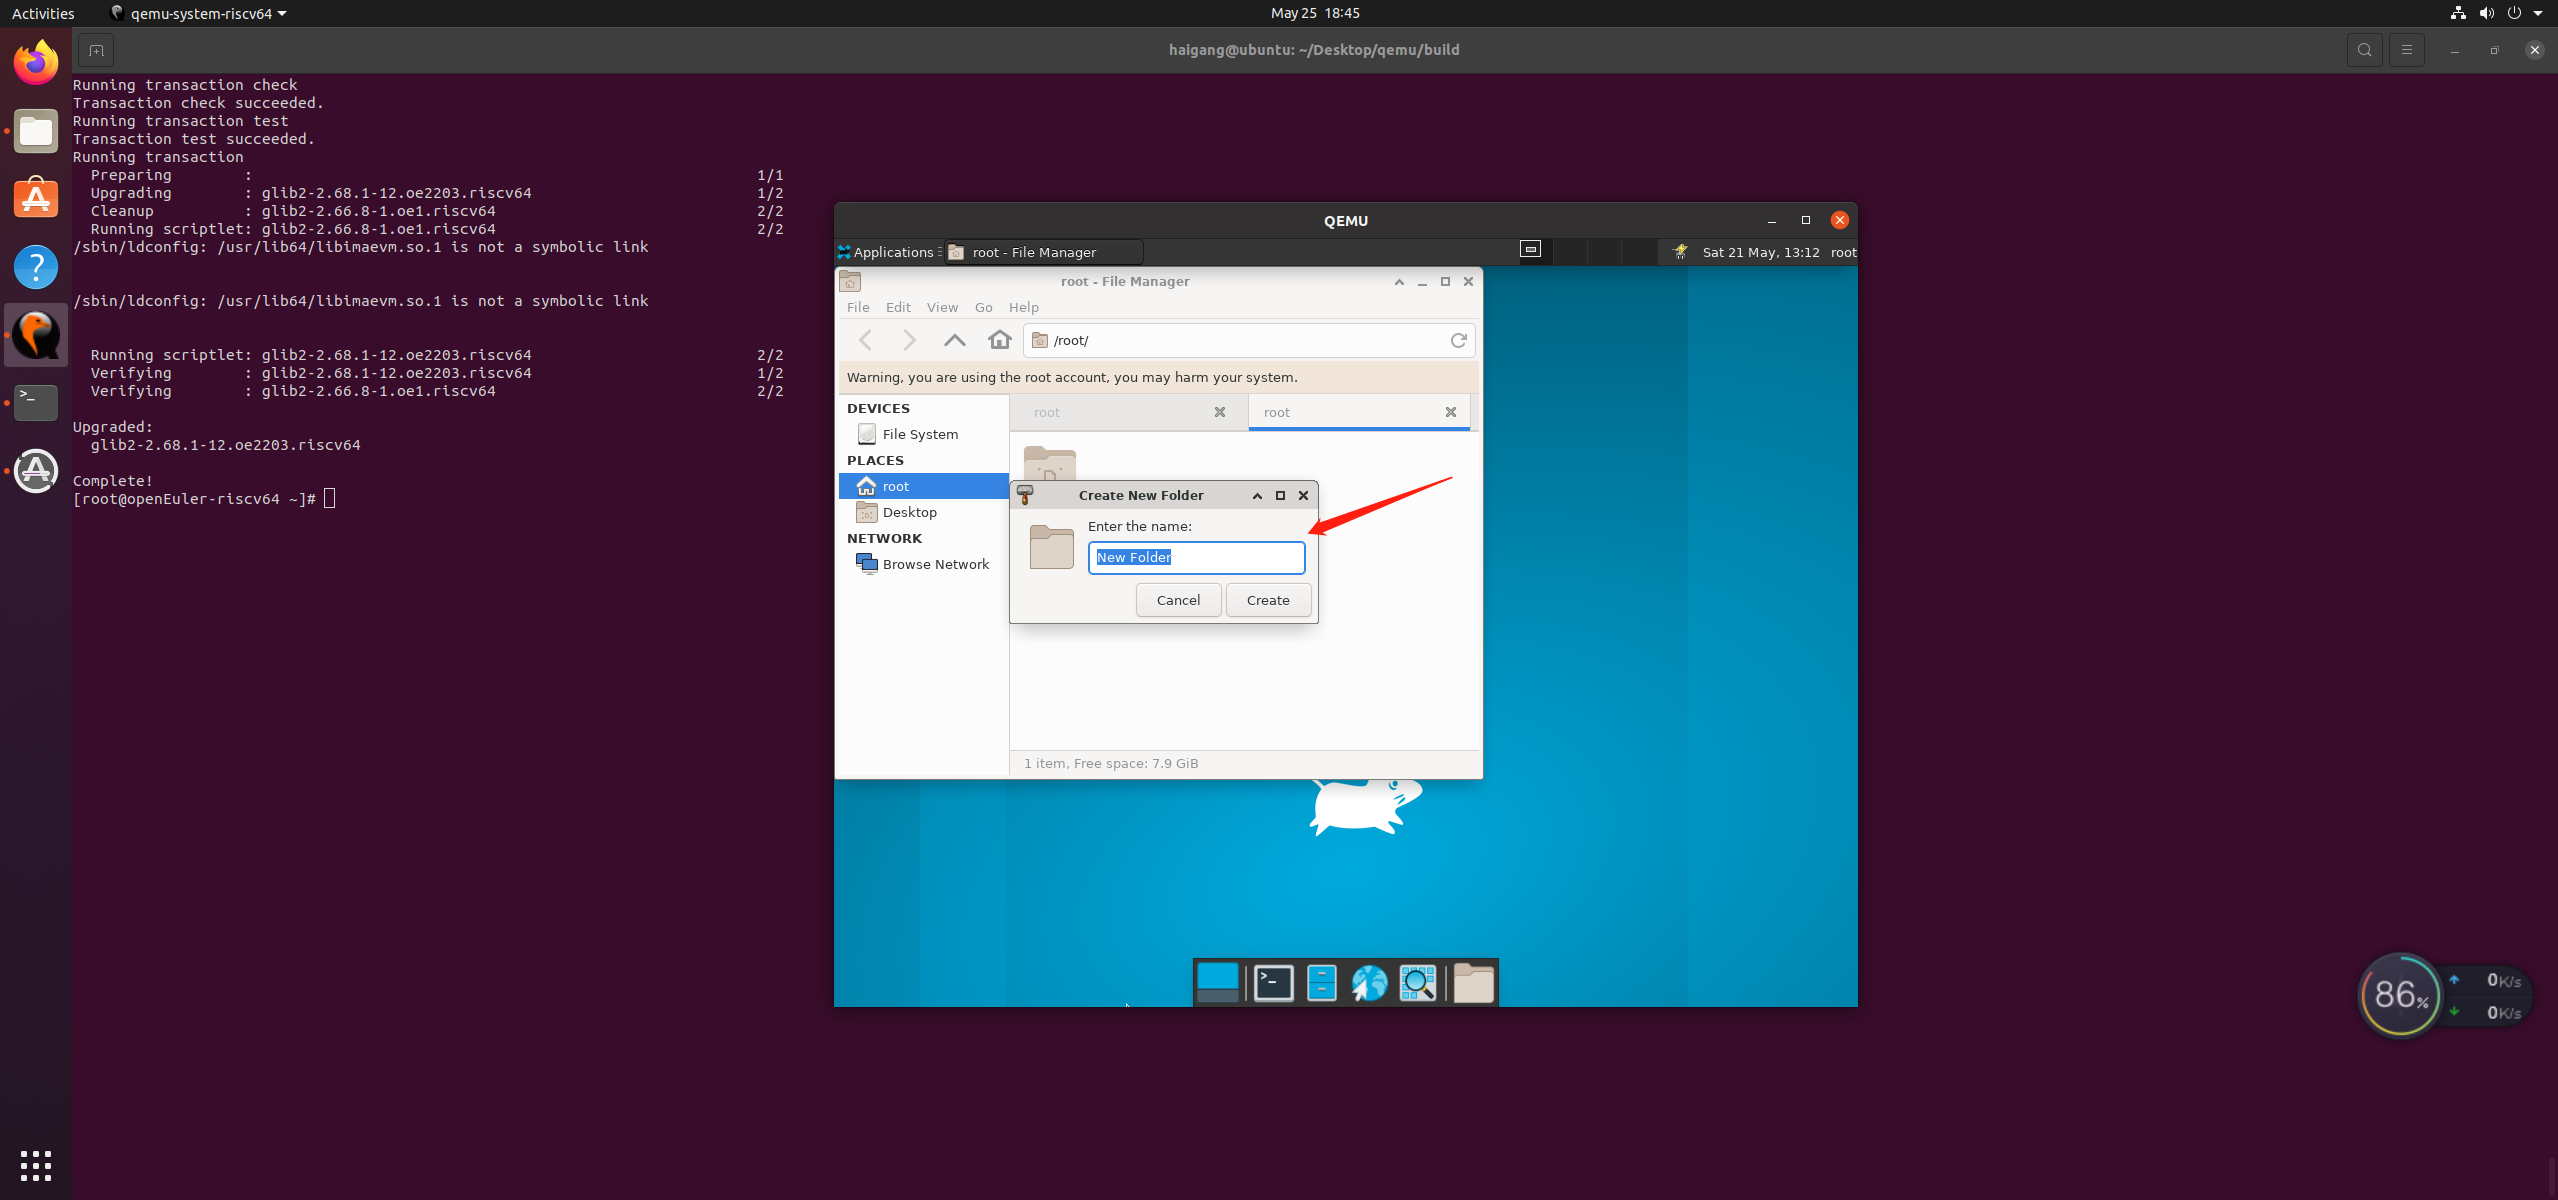 Activities
qemu-system-riscv64
May 25 18:45
haigang@ubuntu: ~/Desktop/qemu/build
Running transaction check
Transaction check succeeded.
Running transaction test
Transaction test succeeded.
Running transaction
Preparing : 1/1
Upgrading : glib2-2.68.1-12.oe2203.riscv64 1/2
Cleanup : glib2-2.66.8-1.oe1.riscv64 2/2
Running scriptlet: glib2-2.66.8-1.oe1.riscv64 2/2
/sbin/ldconfig: /usr/lib64/libimaevm.so.1 is not a symbolic link
/sbin/ldconfig: /usr/lib64/libimaevm.so.1 is not a symbolic link
Running scriptlet: glib2-2.68.1-12.oe2203.riscv64 2/2
Verifying : glib2-2.68.1-12.oe2203.riscv64 1/2
Verifying : glib2-2.66.8-1.oe1.riscv64 2/2
Upgraded:
glib2-2.68.1-12.oe2203.riscv64
Complete!
[root@openEuler-riscv64 ~]#
QEMU
Applications
root - File Manager
Sat 21 May, 13:12
root
root - File Manager
File Edit View Go Help
/root/
Warning, you are using the root account, you may harm your system.
DEVICES
File System
PLACES
root
Desktop
NETWORK
Browse Network
root
root
Create New Folder
Enter the name:
New Folder
Cancel
Create
1 item, Free space: 7.9 GiB
86%
0K/s
0K/s